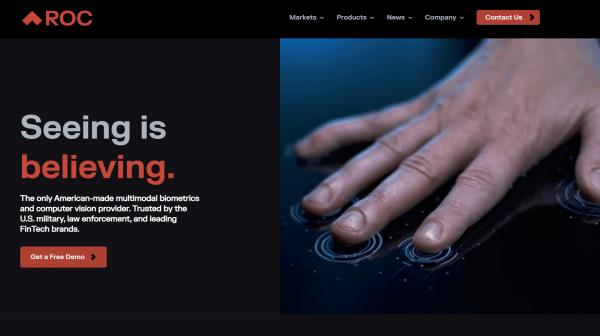 ROC
Markets
Products
News
Company
Contact Us
Seeing is
believing.
The only American-made multimodal biometrics
and computer vision provider. Trusted by the
U.S. military, law enforcement, and leading
FinTech brands.
Get a Free Demo